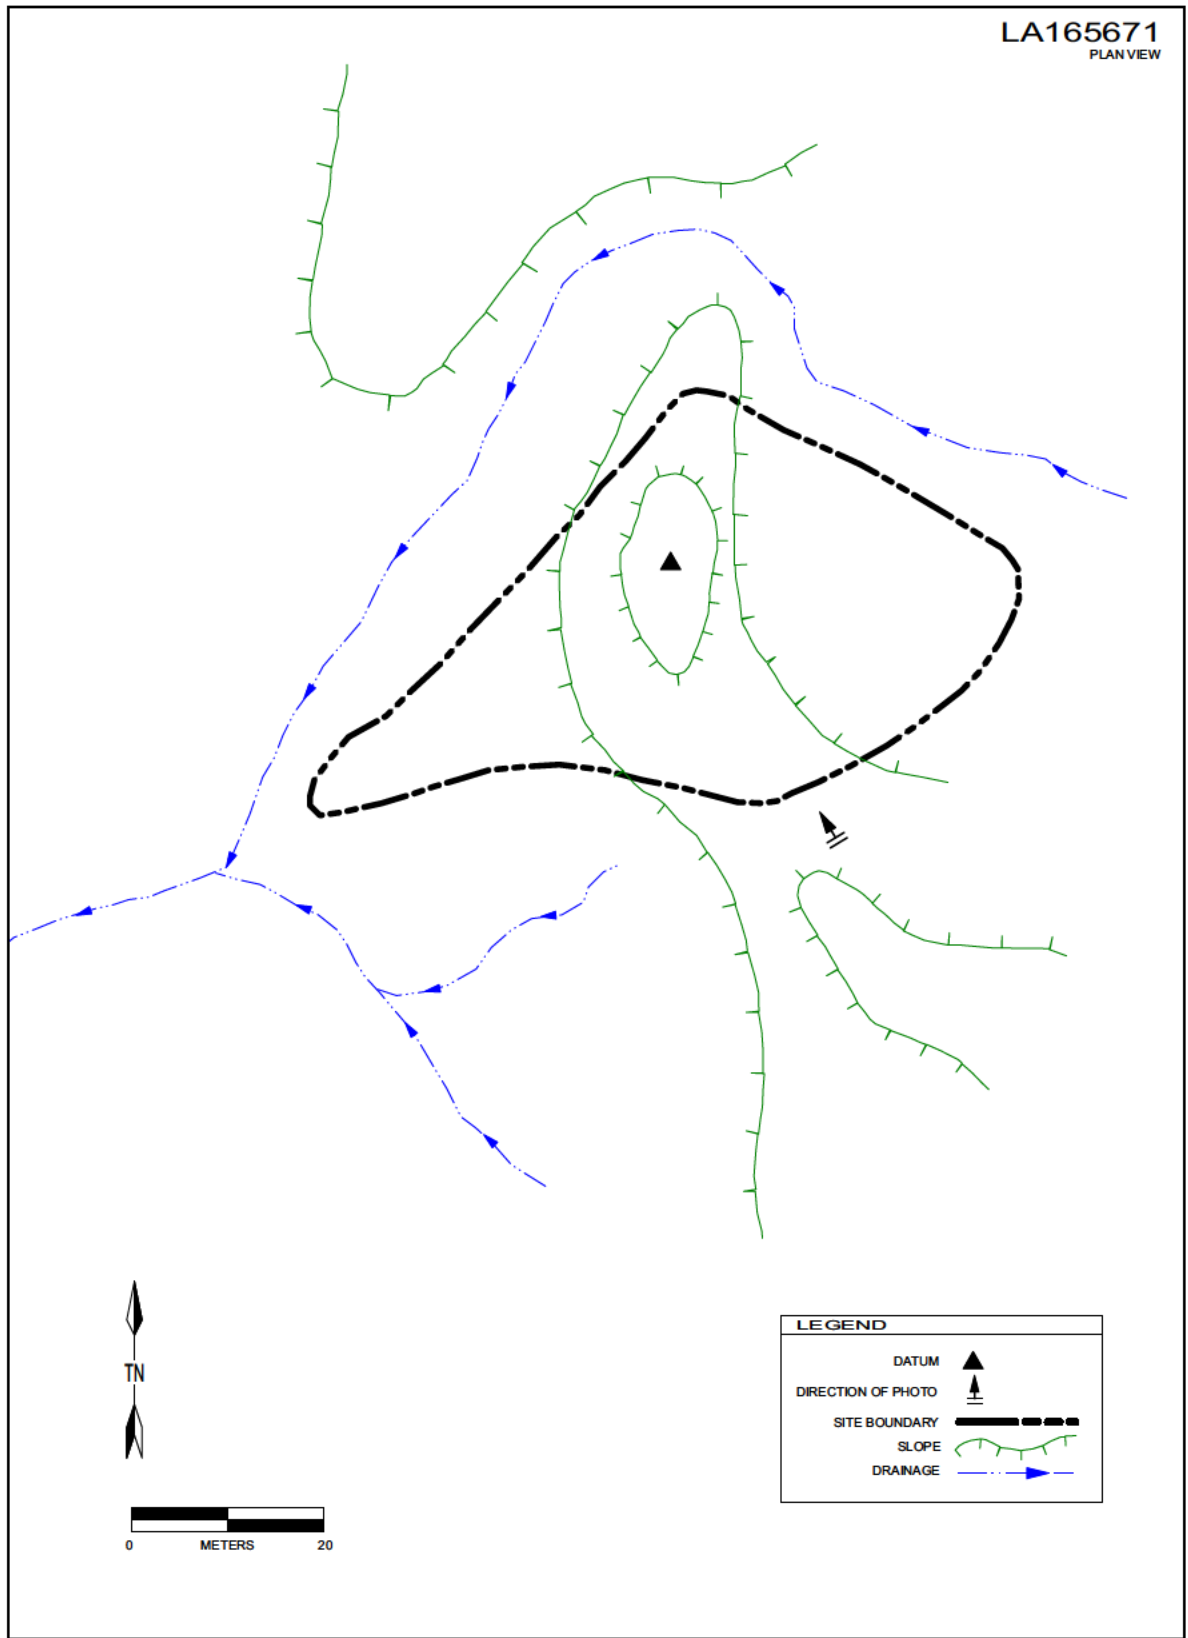 LA165671
PLAN VIEW
TN
LEGEND
DATUM
DIRECTION OF PHOTO
SITE BOUNDARY
SLOPE
DRAINAGE
0 METERS 20